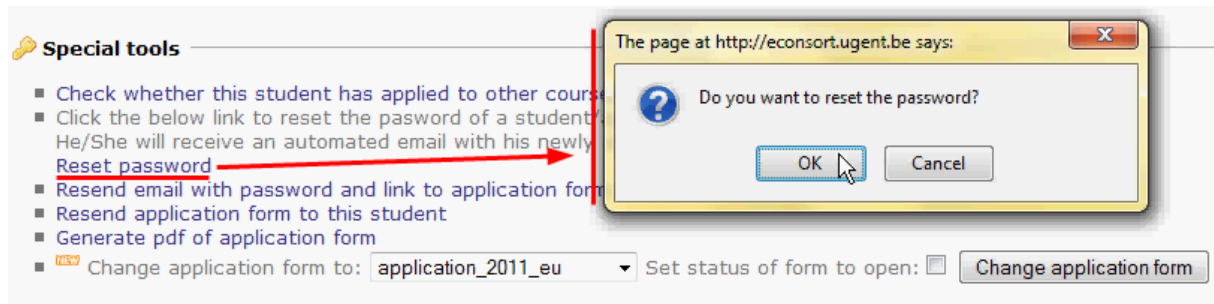 Special tools
Check whether this student has applied to other course
Click the below link to reset the pasword of a student/
He/She will receive an automated email with his newly
Reset password
Resend email with password and link to application form
Resend application form to this student
Generate pdf of application form
NEW Change application form to: application_2011_eu Set status of form to open: Change application form
The page at http://econsort.ugent.be says:
Do you want to reset the password?
OK Cancel